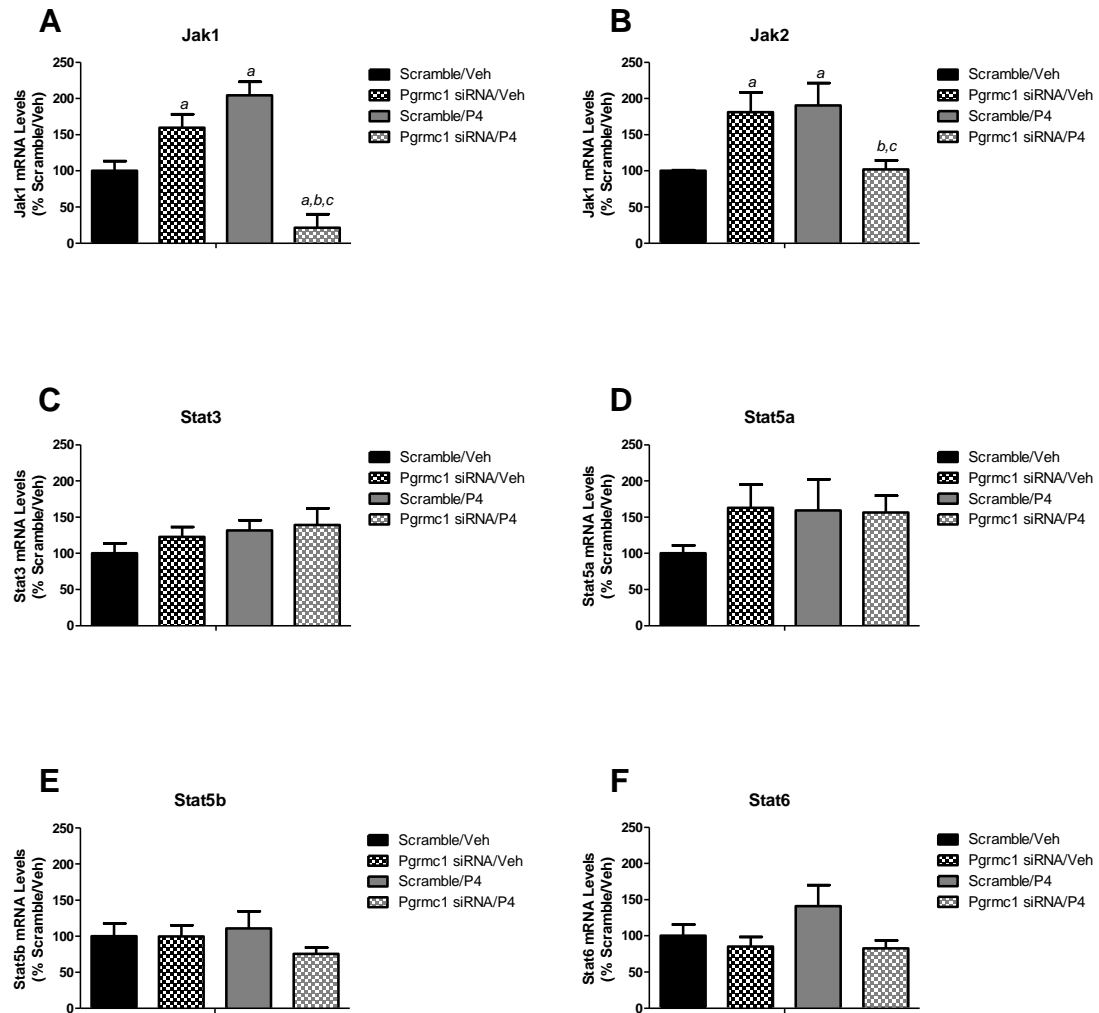 A
Jak1
Jak1 mRNA Levels
(% Scramble/Veh)
250
200
150
100
50
0
a
a
a,b,c
Scramble/Veh
Pgrmc1 siRNA/Veh
Scramble/P4
Pgrmc1 siRNA/P4
B
Jak2
Jak1 mRNA Levels
(% Scramble/Veh)
250
200
150
100
50
0
a
a
b,c
Scramble/Veh
Pgrmc1 siRNA/Veh
Scramble/P4
Pgrmc1 siRNA/P4
C
Stat3
Stat3 mRNA Levels
(% Scramble/Veh)
250
200
150
100
50
0
Scramble/Veh
Pgrmc1 siRNA/Veh
Scramble/P4
Pgrmc1 siRNA/P4
D
Stat5a
Stat5a mRNA Levels
(% Scramble/Veh)
250
200
150
100
50
0
Scramble/Veh
Pgrmc1 siRNA/Veh
Scramble/P4
Pgrmc1 siRNA/P4
E
Stat5b
Stat5b mRNA Levels
(% Scramble/Veh)
250
200
150
100
50
0
Scramble/Veh
Pgrmc1 siRNA/Veh
Scramble/P4
Pgrmc1 siRNA/P4
F
Stat6
Stat6 mRNA Levels
(% Scramble/Veh)
250
200
150
100
50
0
Scramble/Veh
Pgrmc1 siRNA/Veh
Scramble/P4
Pgrmc1 siRNA/P4